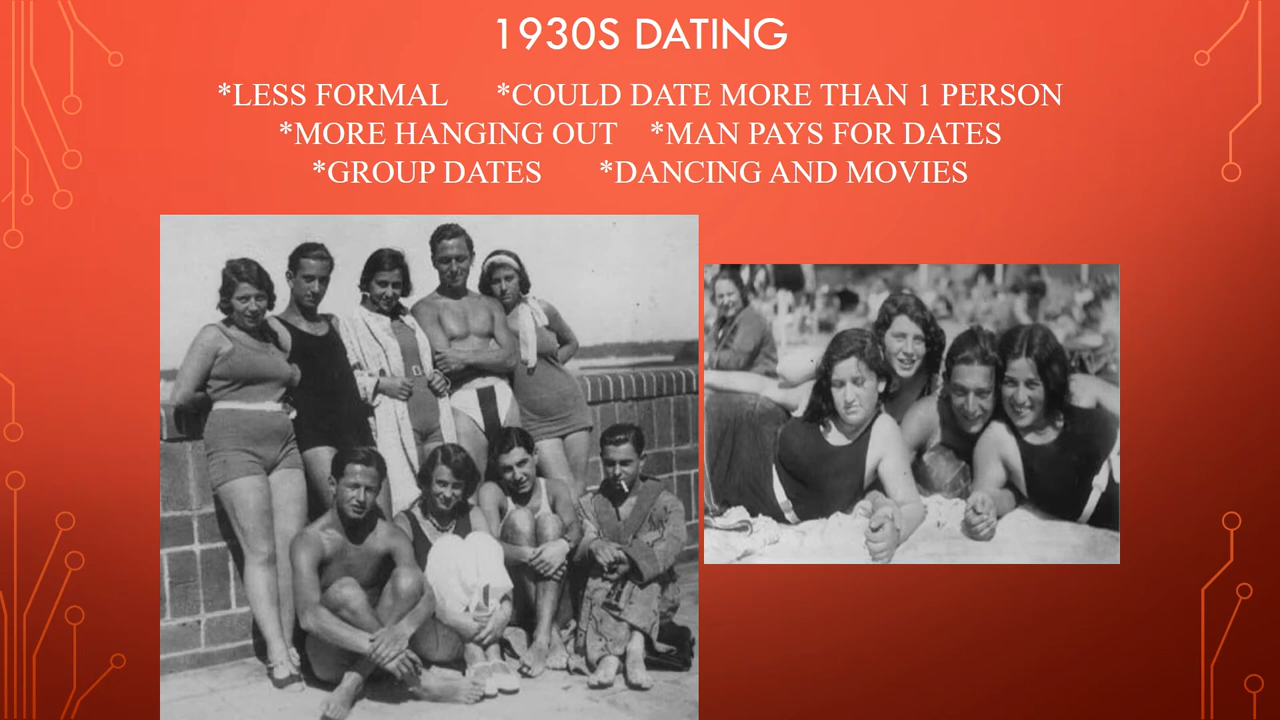 1930S DATING
*LESS FORMAL *COULD DATE MORE THAN 1 PERSON
*MORE HANGING OUT *MAN PAYS FOR DATES
*GROUP DATES *DANCING AND MOVIES